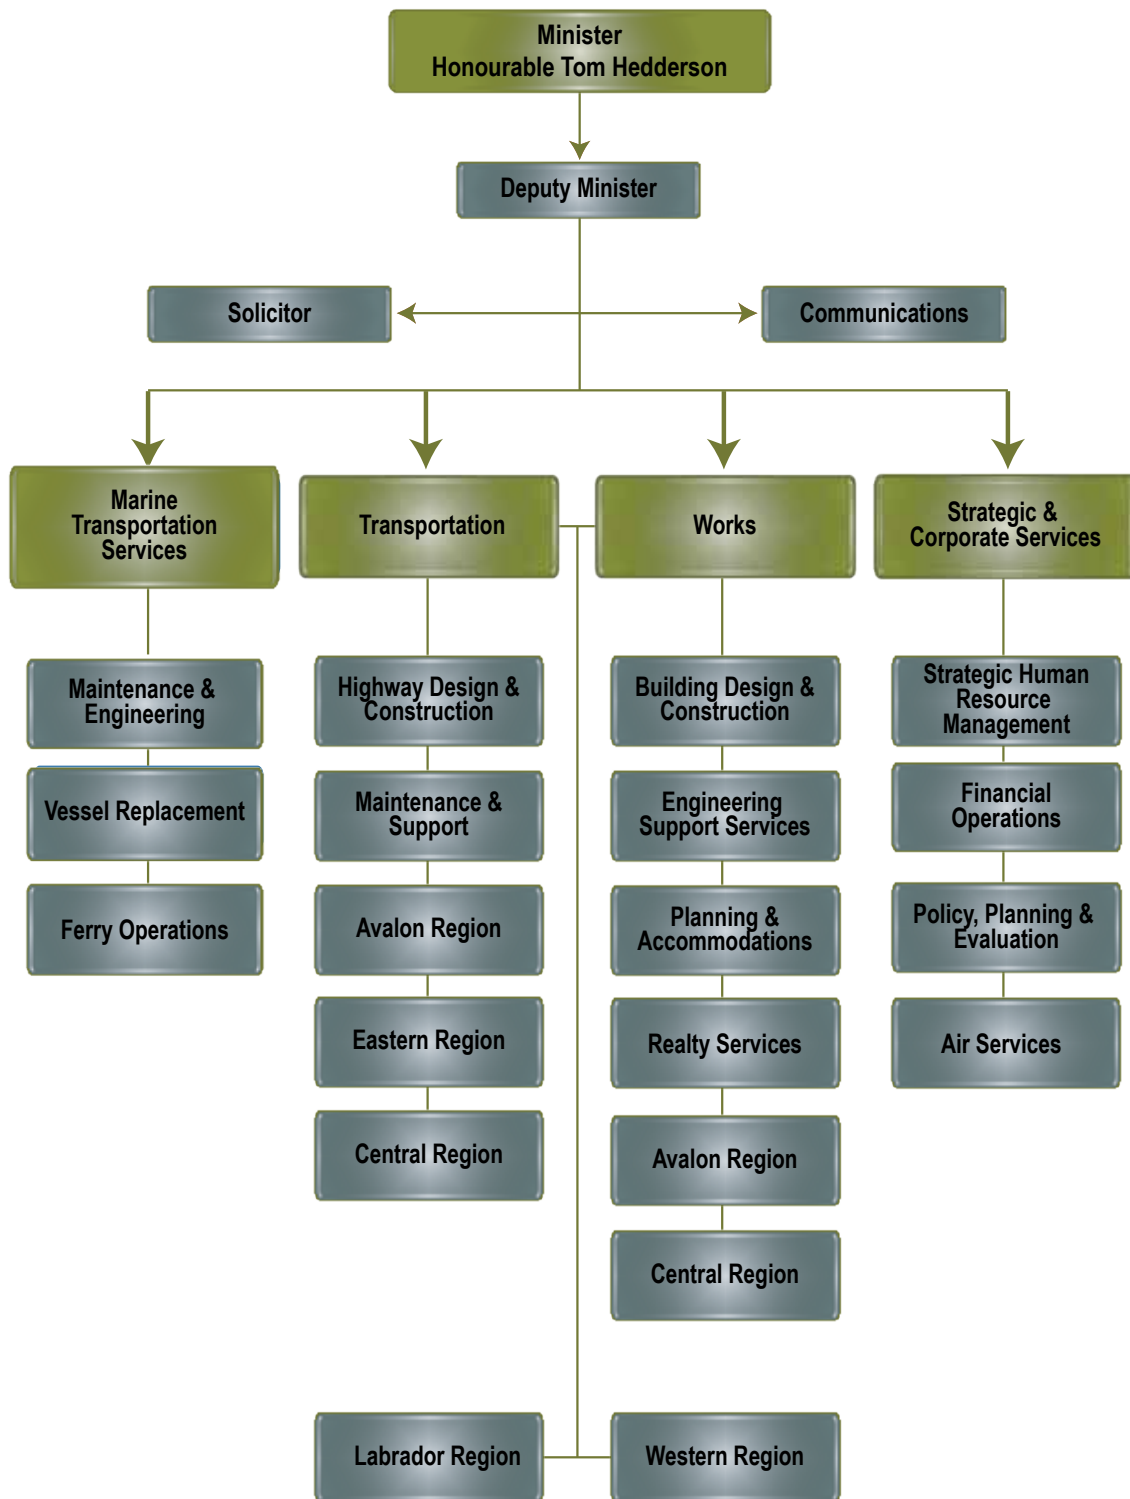 Minister
Honourable Tom Hedderson
Deputy Minister
Solicitor
Communications
Marine
Transportation
Services
Transportation
Works
Strategic &
Corporate Services
Maintenance &
Engineering
Vessel Replacement
Ferry Operations
Highway Design &
Construction
Maintenance &
Support
Avalon Region
Eastern Region
Central Region
Building Design &
Construction
Engineering
Support Services
Planning &
Accommodations
Realty Services
Avalon Region
Central Region
Strategic Human
Resource
Management
Financial
Operations
Policy, Planning &
Evaluation
Air Services
Labrador Region
Western Region